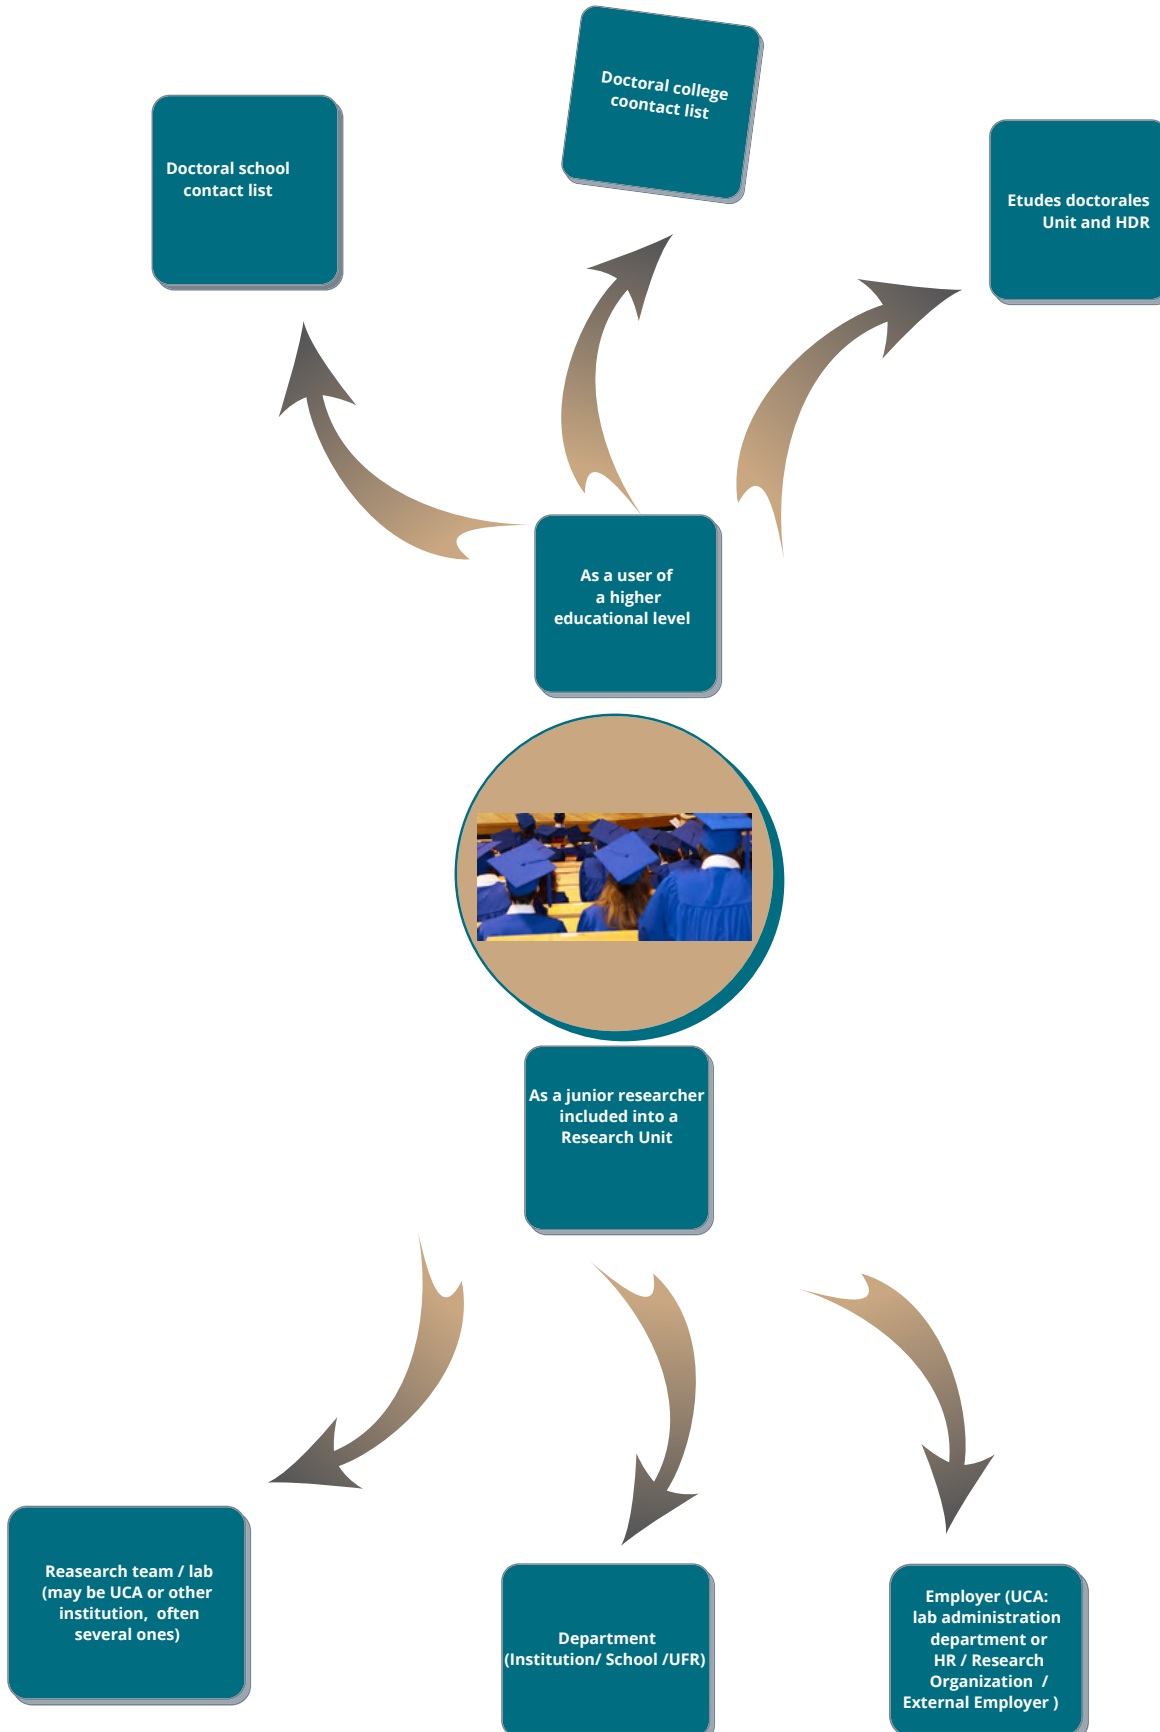 Doctoral college
coontact list
Doctoral school
contact list
Etudes doctorales
Unit and HDR
As a user of
a higher
educational level
As a junior researcher
included into a
Research Unit
Reasearch team / lab
(may be UCA or other
institution, often
several ones)
Department
(Institution/ School /UFR)
Employer (UCA:
lab administration
department or
HR / Research
Organization /
External Employer )